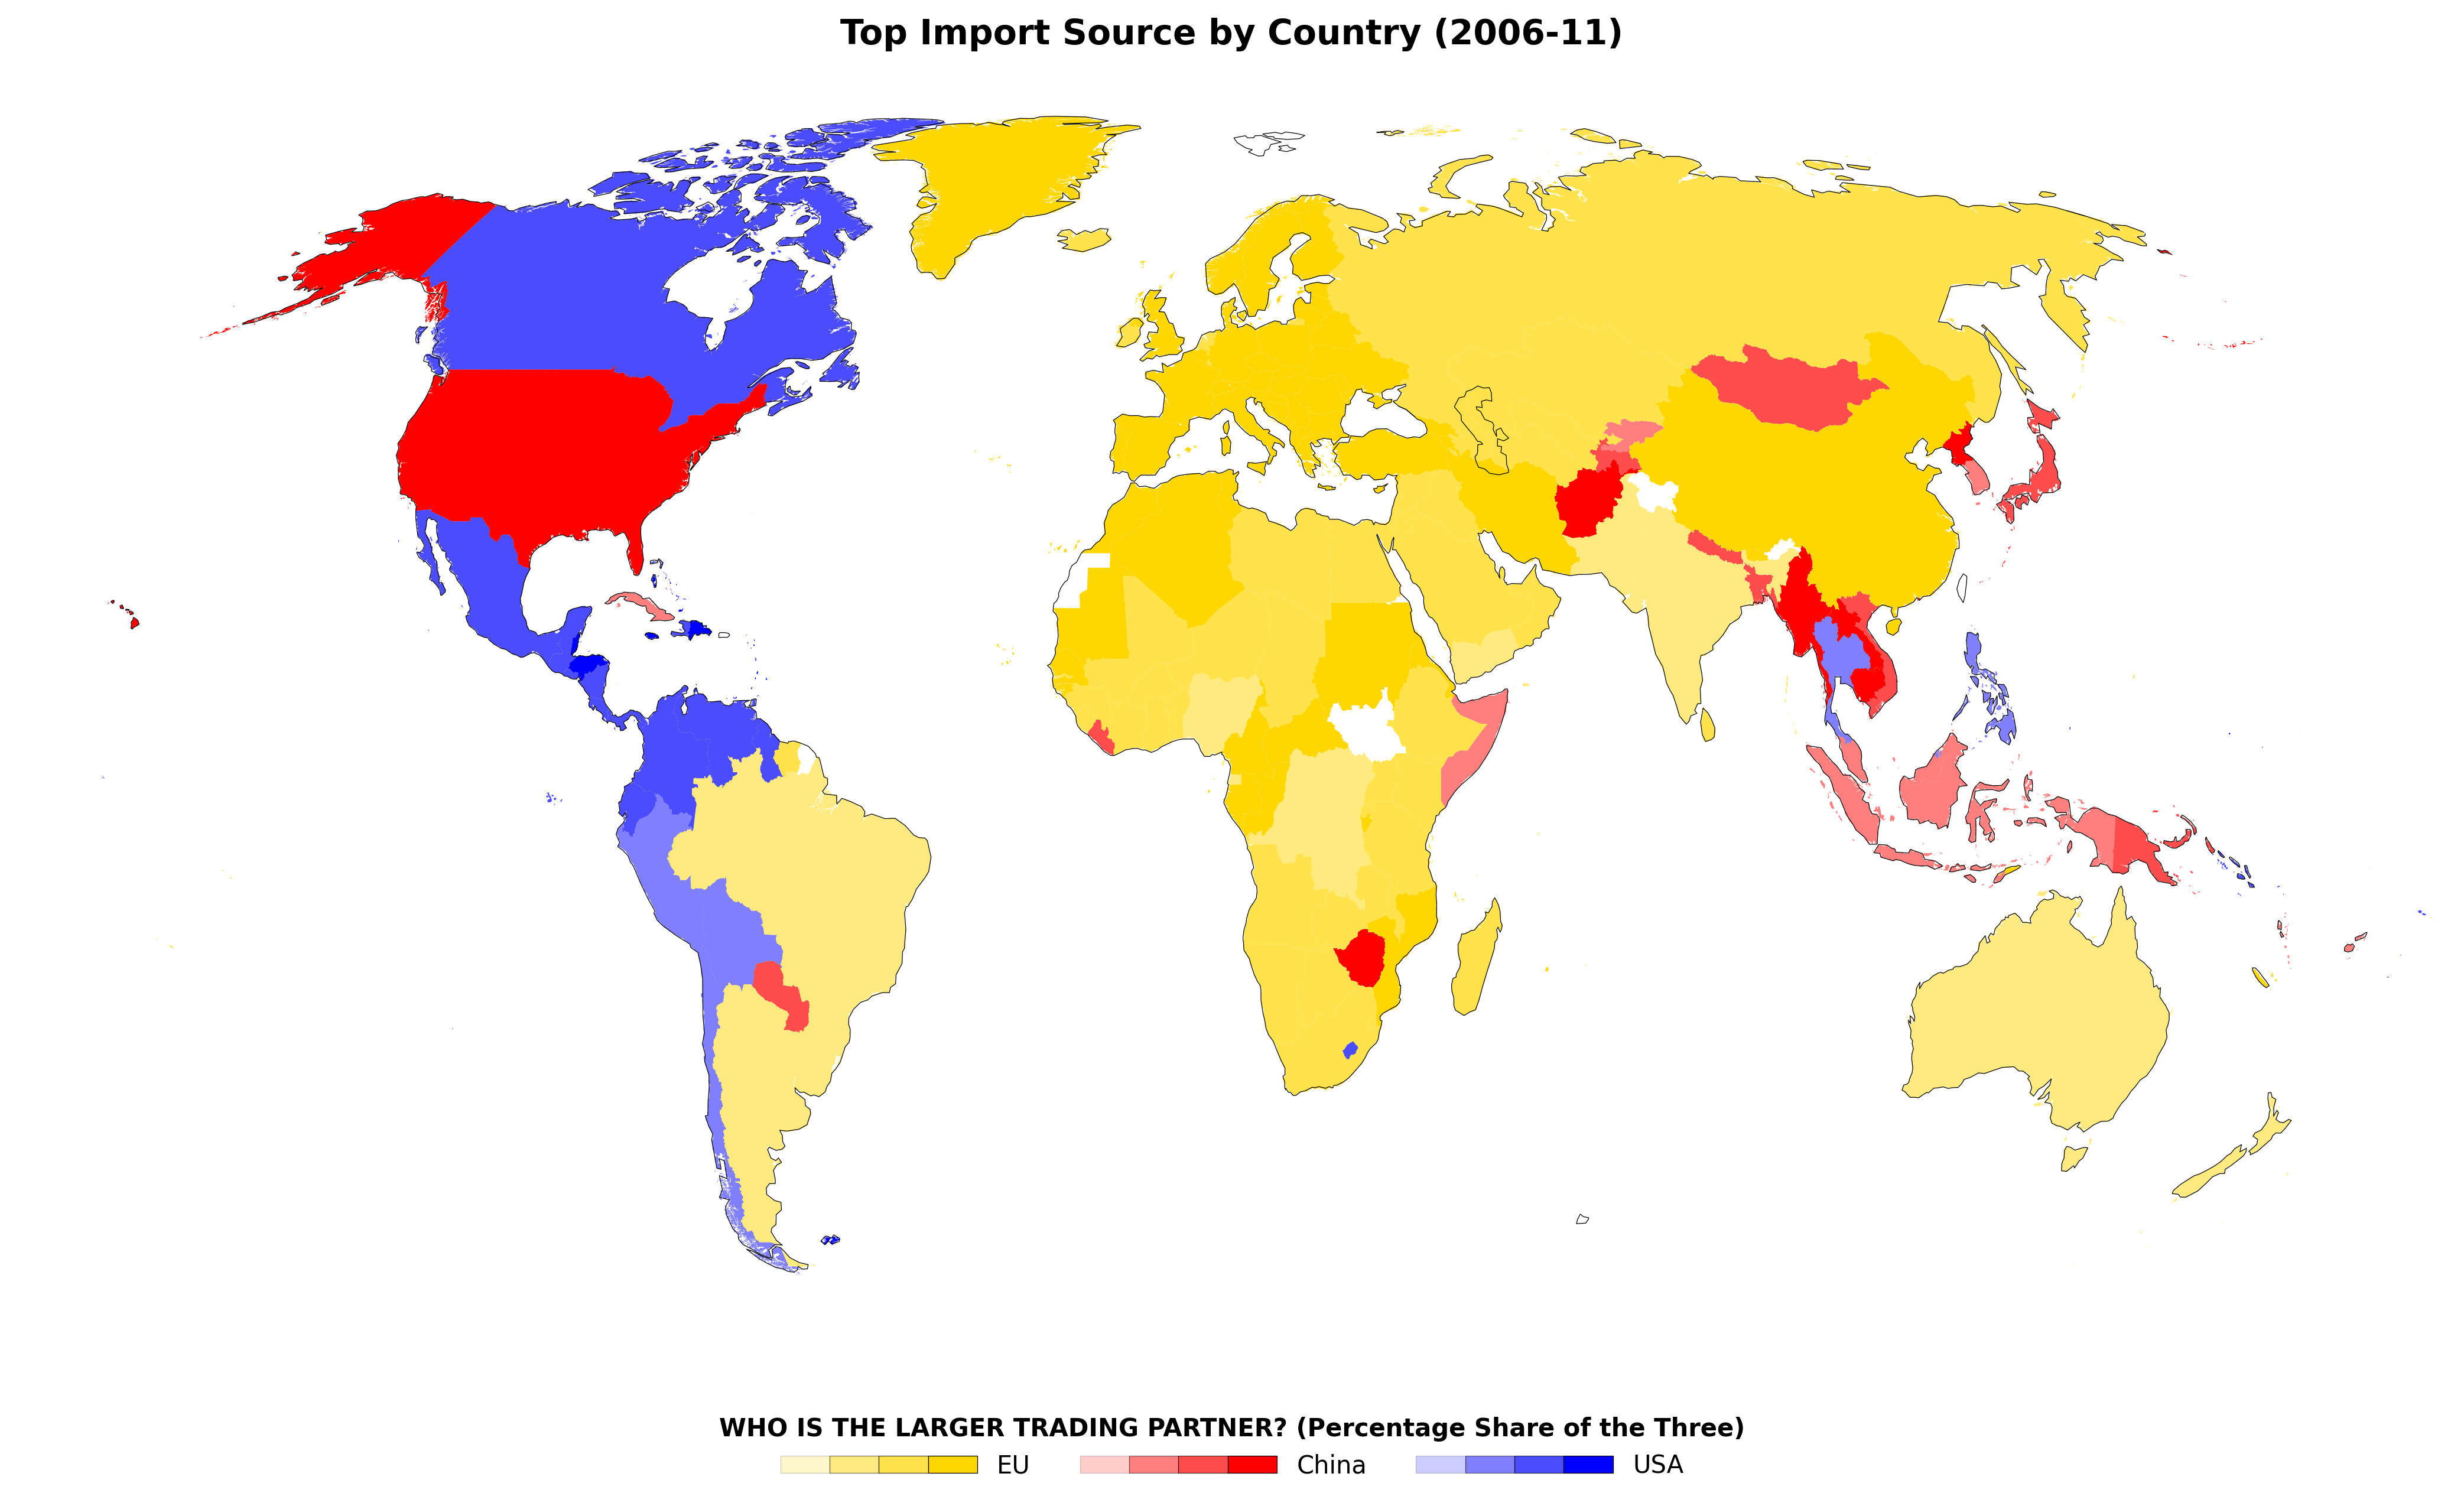 Top Import Source by Country (2006-11)
WHO IS THE LARGER TRADING PARTNER? (Percentage Share of the Three)
EU China USA